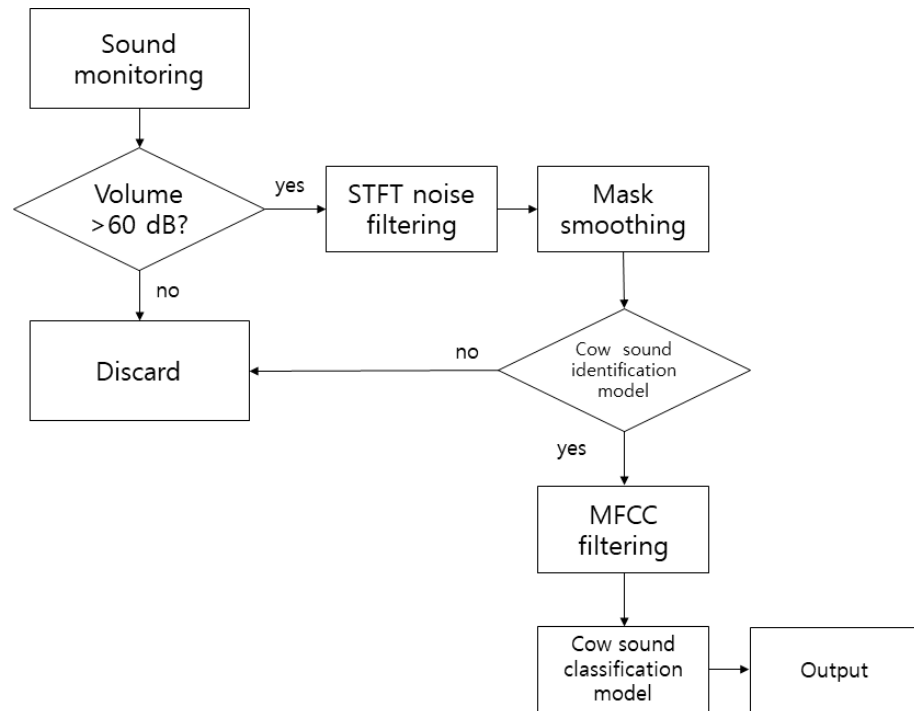 Sound
monitoring
Volume
>60 dB?
yes
STFT noise
filtering
Mask
smoothing
no
Discard
no
Cow sound
identification
model
yes
MFCC
filtering
Cow sound
classification
model
Output